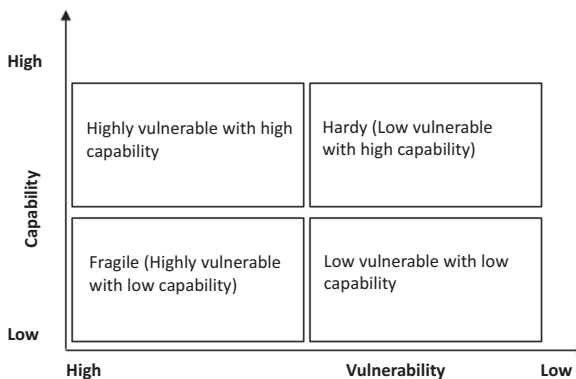 High
Highly vulnerable with high
capability
Hardy (Low vulnerable
with high capability)
Capability
Fragile (Highly vulnerable
with low capability)
Low vulnerable with low
capability
Low
High
Vulnerability
Low